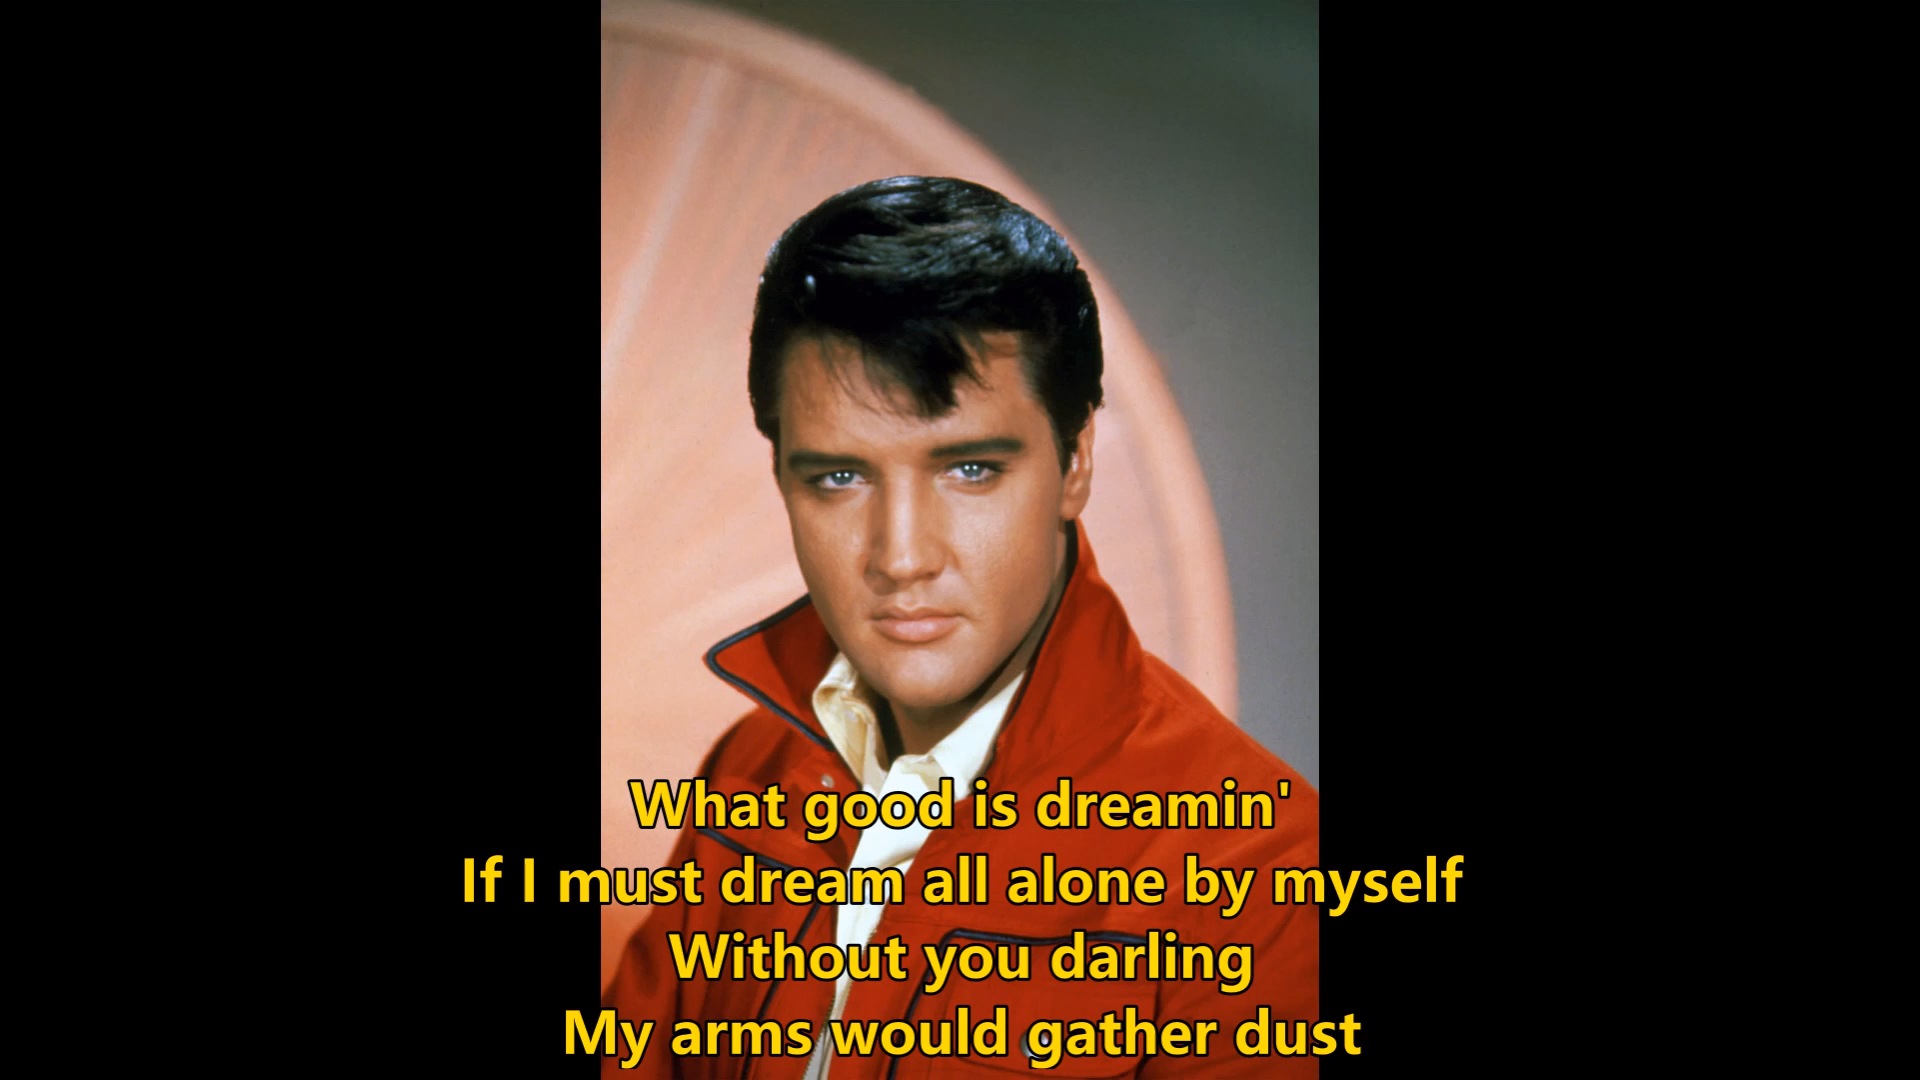 What good is dreamin'
If I must dream all alone by myself
Without you darling
My arms would gather dust